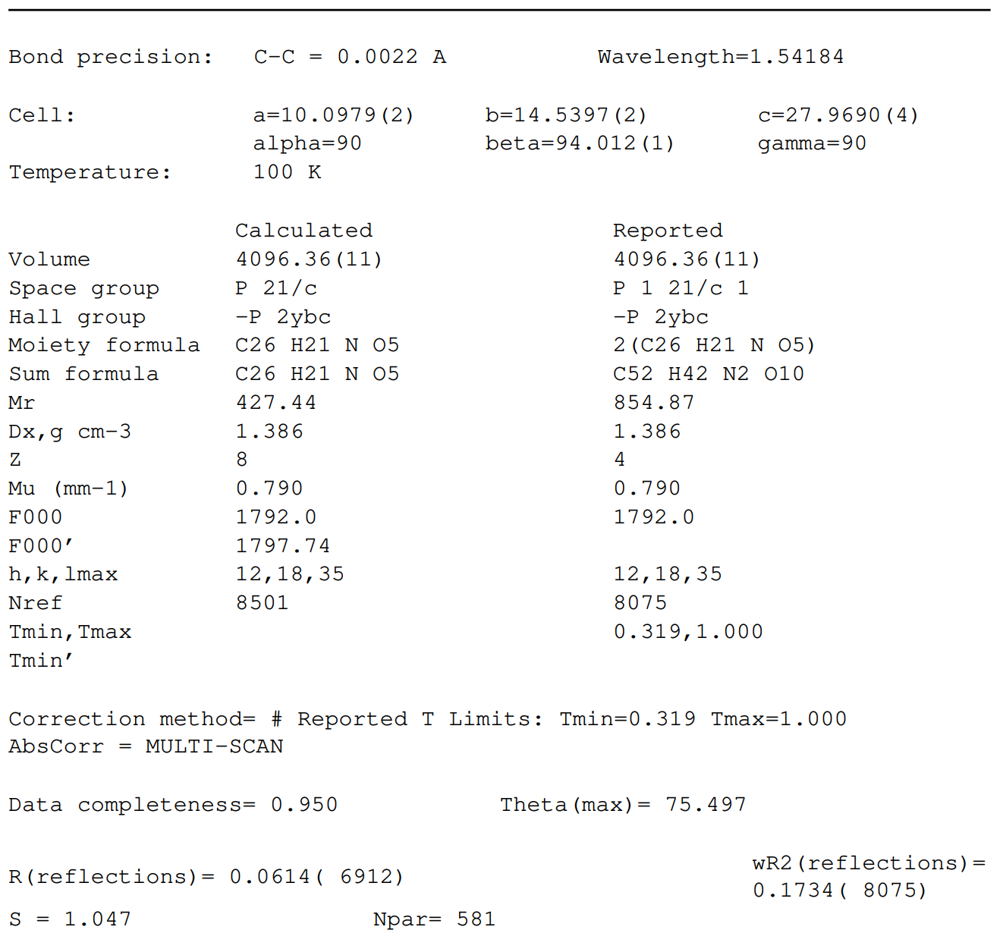 Bond precision: C-C = 0.0022 A Wavelength=1.54184
Cell: a=10.0979(2) b=14.5397(2) c=27.9690(4)
alpha=90 beta=94.012(1) gamma=90
Temperature: 100 K
Calculated Reported
Volume 4096.36(11) 4096.36(11)
Space group P 21/c P 1 21/c 1
Hall group -P 2ybc -P 2ybc
Moiety formula C26 H21 N O5 2(C26 H21 N O5)
Sum formula C26 H21 N O5 C52 H42 N2 O10
Mr 427.44 854.87
Dx,g cm-3 1.386 1.386
Z 8 4
Mu (mm-1) 0.790 0.790
F000 1792.0 1792.0
F000′ 1797.74
h,k,lmax 12,18,35 12,18,35
Nref 8501 8075
Tmin,Tmax 0.319,1.000
Tmin′
Correction method= # Reported T Limits: Tmin=0.319 Tmax=1.000
AbsCorr = MULTI-SCAN
Data completeness= 0.950 Theta(max)= 75.497
R(reflections)= 0.0614( 6912) wR2(reflections)=
0.1734( 8075)
S = 1.047 Npar= 581